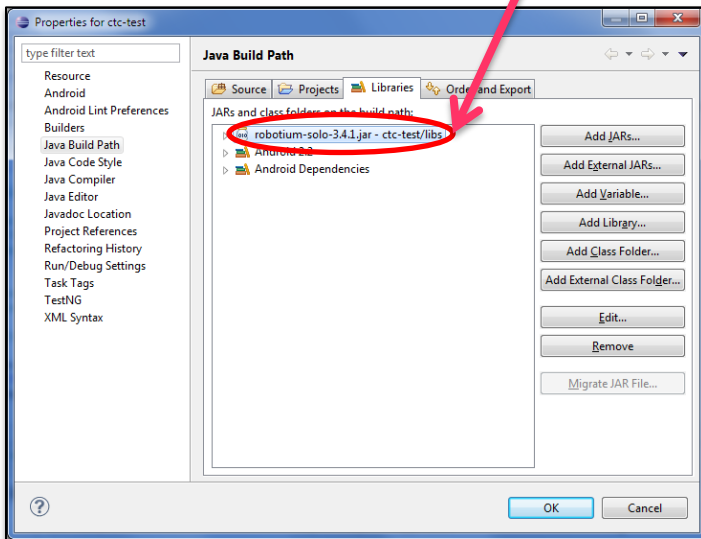 Properties for ctc-test
type filter text
Resource
Android
Android Lint Preferences
Builders
Java Build Path
Java Code Style
Java Compiler
Java Editor
Javadoc Location
Project References
Refactoring History
Run/Debug Settings
Task Tags
TestNG
XML Syntax
Java Build Path
Source Projects Libraries Order and Export
JARs and class folders on the build path:
robotium-solo-3.4.1.jar - ctc-test/libs
Android 2.2
Android Dependencies
Add JARs...
Add External JARs...
Add Variable...
Add Library...
Add Class Folder...
Add External Class Folder...
Edit...
Remove
Migrate JAR File...
OK Cancel